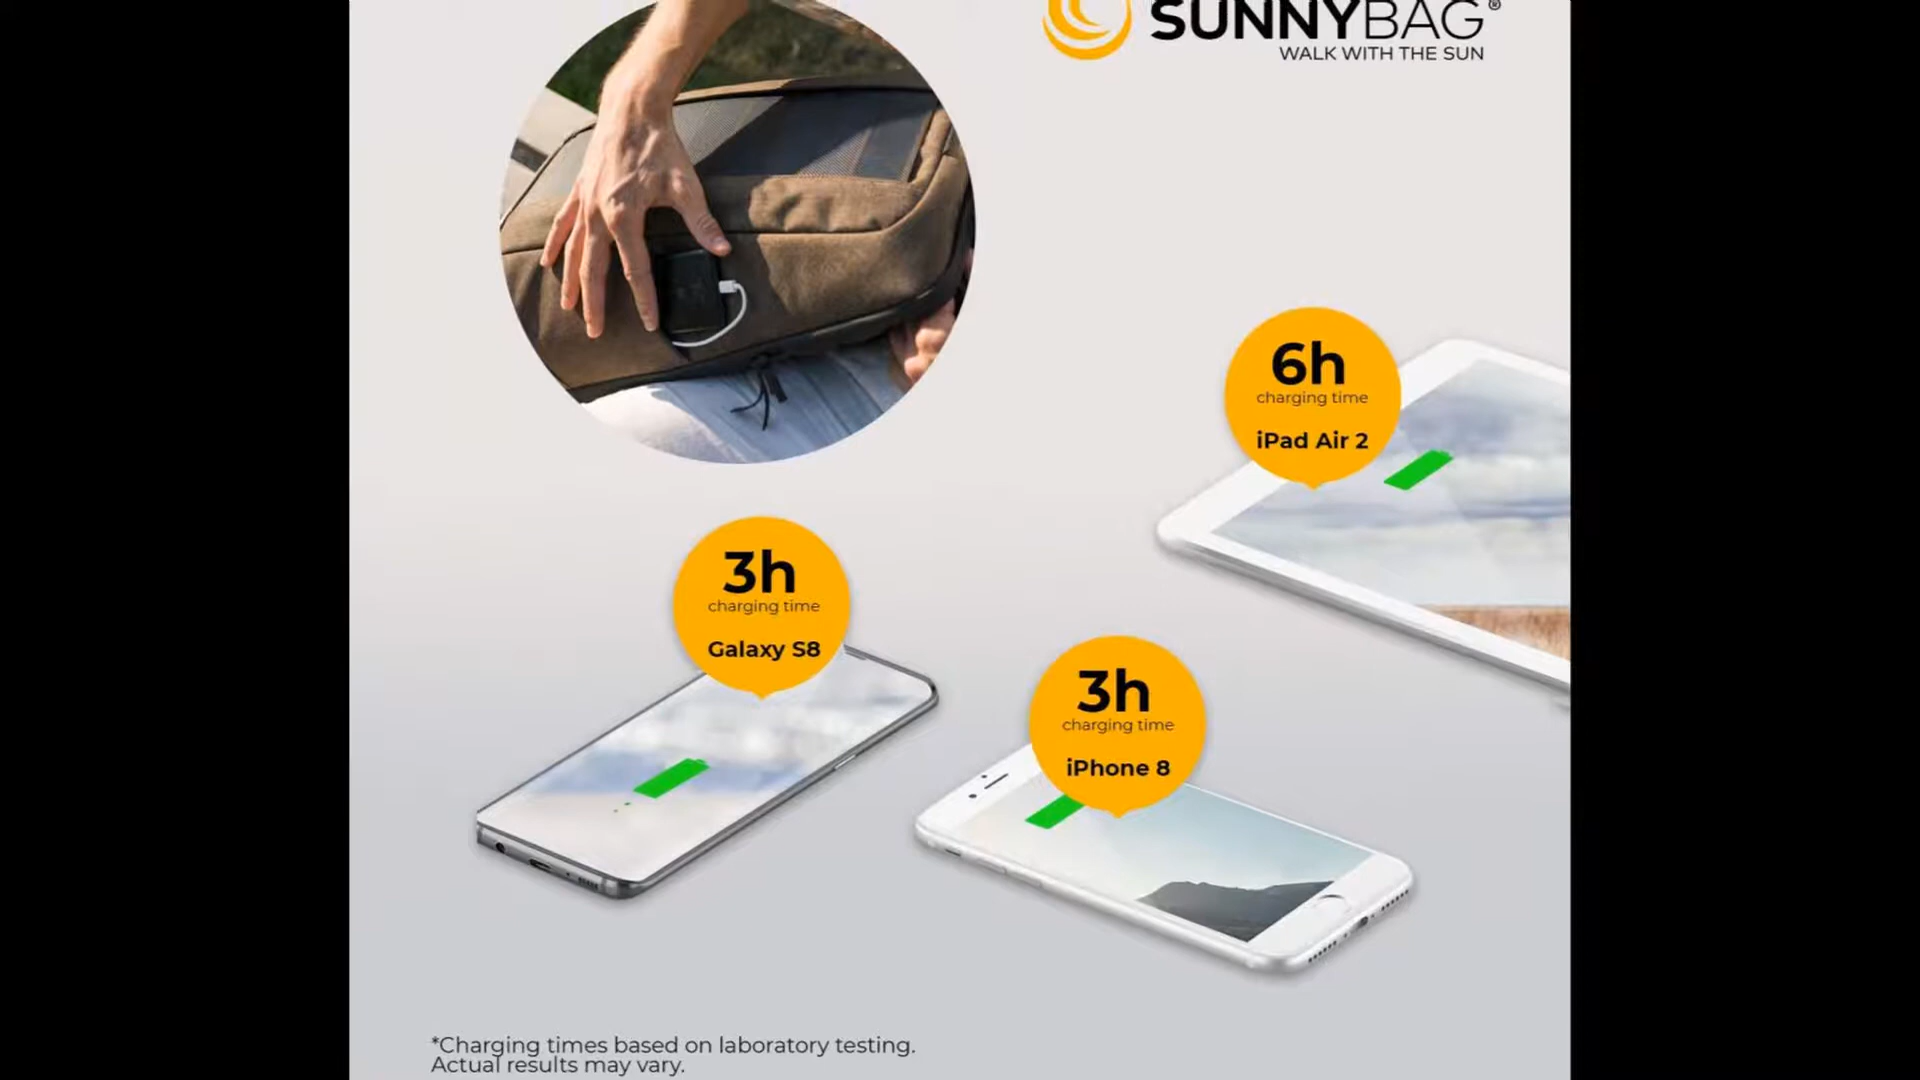 SUNNYBAG®
WALK WITH THE SUN
6h
charging time
iPad Air 2
3h
charging time
Galaxy S8
3h
charging time
iPhone 8
*Charging times based on laboratory testing.
Actual results may vary.